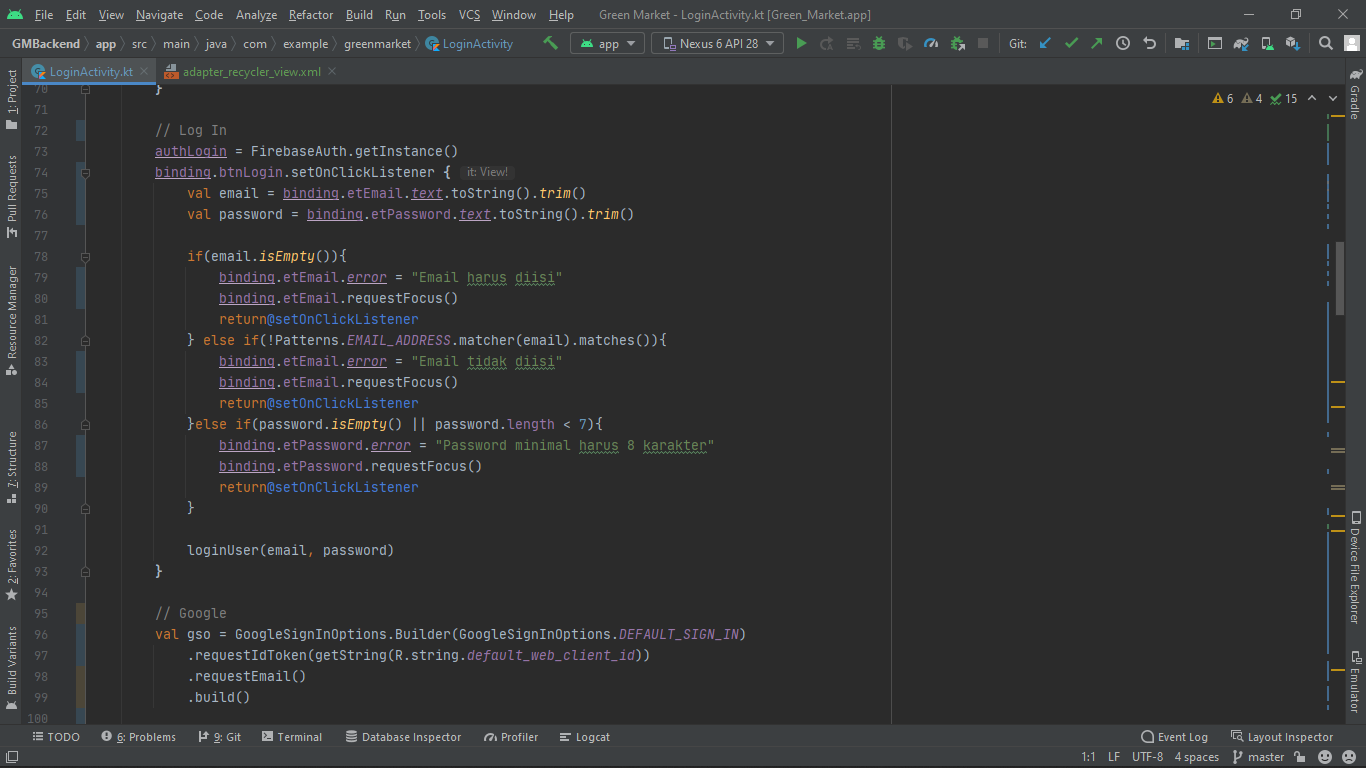 File Edit View Navigate Code Analyze Refactor Build Run Tools VCS Window Help Green Market - LoginActivity.kt [Green_Market.app]
GMBackend app src main java com example greenmarket LoginActivity app Nexus 6 API 28 Git:
LoginActivity.kt adapter_recycler_view.xml
6 4 15
1: Project
Pull Requests
Resource Manager
7: Structure
2: Favorites
Build Variants
70 }
71
72 // Log In
73 authLogin = FirebaseAuth.getInstance()
74 binding.btnLogin.setOnClickListener { it: View!
75 val email = binding.etEmail.text.toString().trim()
76 val password = binding.etPassword.text.toString().trim()
77
78 if(email.isEmpty()){
79 binding.etEmail.error = "Email harus diisi"
80 binding.etEmail.requestFocus()
81 return@setOnClickListener
82 } else if(!Patterns.EMAIL_ADDRESS.matcher(email).matches()){
83 binding.etEmail.error = "Email tidak diisi"
84 binding.etEmail.requestFocus()
85 return@setOnClickListener
86 }else if(password.isEmpty() || password.length < 7){
87 binding.etPassword.error = "Password minimal harus 8 karakter"
88 binding.etPassword.requestFocus()
89 return@setOnClickListener
90 }
91
92 loginUser(email, password)
93 }
94
95 // Google
96 val gso = GoogleSignInOptions.Builder(GoogleSignInOptions.DEFAULT_SIGN_IN)
97 .requestIdToken(getString(R.string.default_web_client_id))
98 .requestEmail()
99 .build()
100
Gradle
Device File Explorer
Emulator
TODO 6: Problems 9: Git Terminal Database Inspector Profiler Logcat Event Log Layout Inspector
1:1 LF UTF-8 4 spaces master